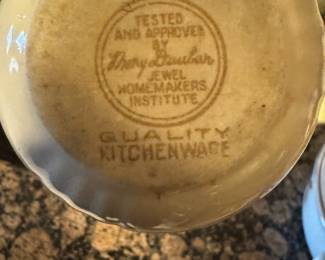 TESTED
AND APPROVED
BY
Mary Dunbar
JEWEL
HOMEMAKERS
INSTITUTE
QUALITY
KITCHENWARE